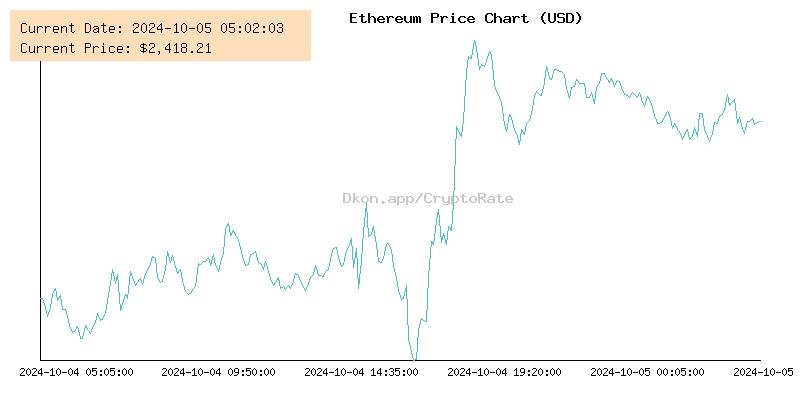 Ethereum Price Chart (USD)
Current Date: 2024-10-05 05:02:03
Current Price: $2,418.21
Dkon.app/CryptoRate
2024-10-04 05:05:00 2024-10-04 09:50:00 2024-10-04 14:35:00 2024-10-04 19:20:00 2024-10-05 00:05:00 2024-10-05